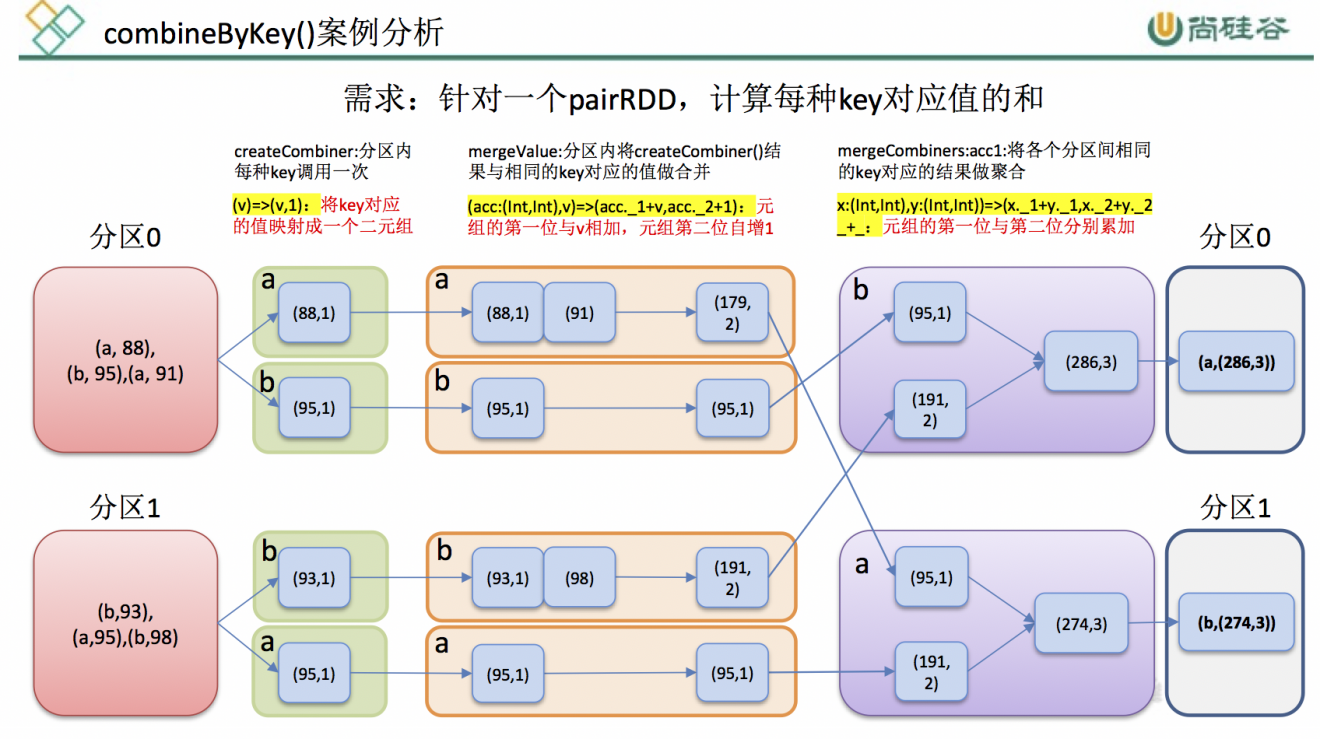 combineByKey()案例分析
尚硅谷
需求：针对一个pairRDD，计算每种key对应值的和
createCombiner:分区内
每种key调用一次
(v)=>(v,1)：将key对应
的值映射成一个二元组
mergeValue:分区内将createCombiner()结
果与相同的key对应的值做合并
(acc:(Int,Int),v)=>(acc._1+v,acc._2+1)：元
组的第一位与v相加，元组第二位自增1
mergeCombiners:acc1:将各个分区间相同
的key对应的结果做聚合
x:(Int,Int),y:(Int,Int))=>(x._1+y._1,x._2+y._2
_+_：元组的第一位与第二位分别累加
分区0
(a, 88),
(b, 95),(a, 91)
a
(88,1)
b
(95,1)
a
(88,1)
(91)
(179,
2)
b
(95,1)
(95,1)
b
(95,1)
(191,
2)
(286,3)
分区0
(a,(286,3))
分区1
(b,93),
(a,95),(b,98)
b
(93,1)
a
(95,1)
b
(93,1)
(98)
(191,
2)
a
(95,1)
(95,1)
a
(95,1)
(191,
2)
(274,3)
分区1
(b,(274,3))